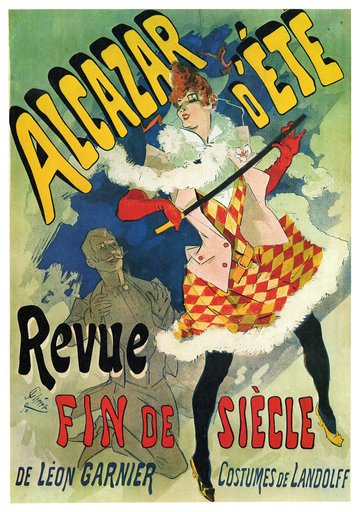 ALCAZAR D'ÉTÉ
Revue
FIN DE SIÈCLE
DE LÉON GARNIER
COSTUMES DE LANDOLFF